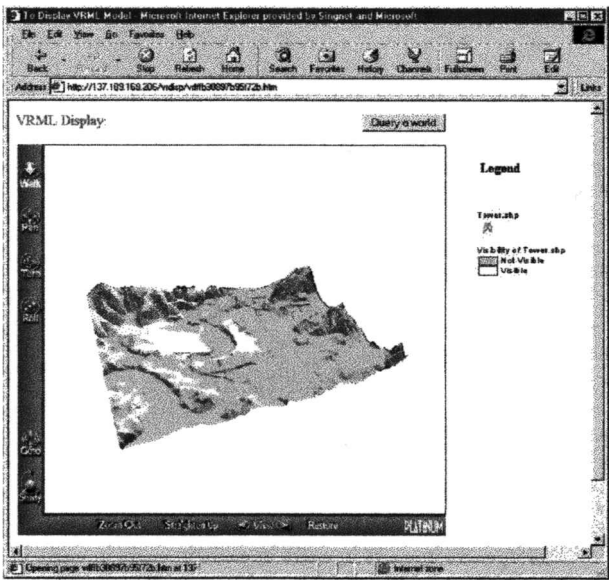 To Display VRML Model - Microsoft Internet Explorer provided by Singnet and Microsoft
File Edit View Go Favorites Help
Back Stop Refresh Home Search Favorites History Channels Fullscreen Print Edit
Address Links
VRML Display:
Query a world
Legend
Walk
Pan
Turn
Roll
Goto
Study
Tower.shp
Visibility of Tower.shp
Not Visible
Visible
Zoom Out Straighten Up View Restore PLATINUM
Opening page Internet zone